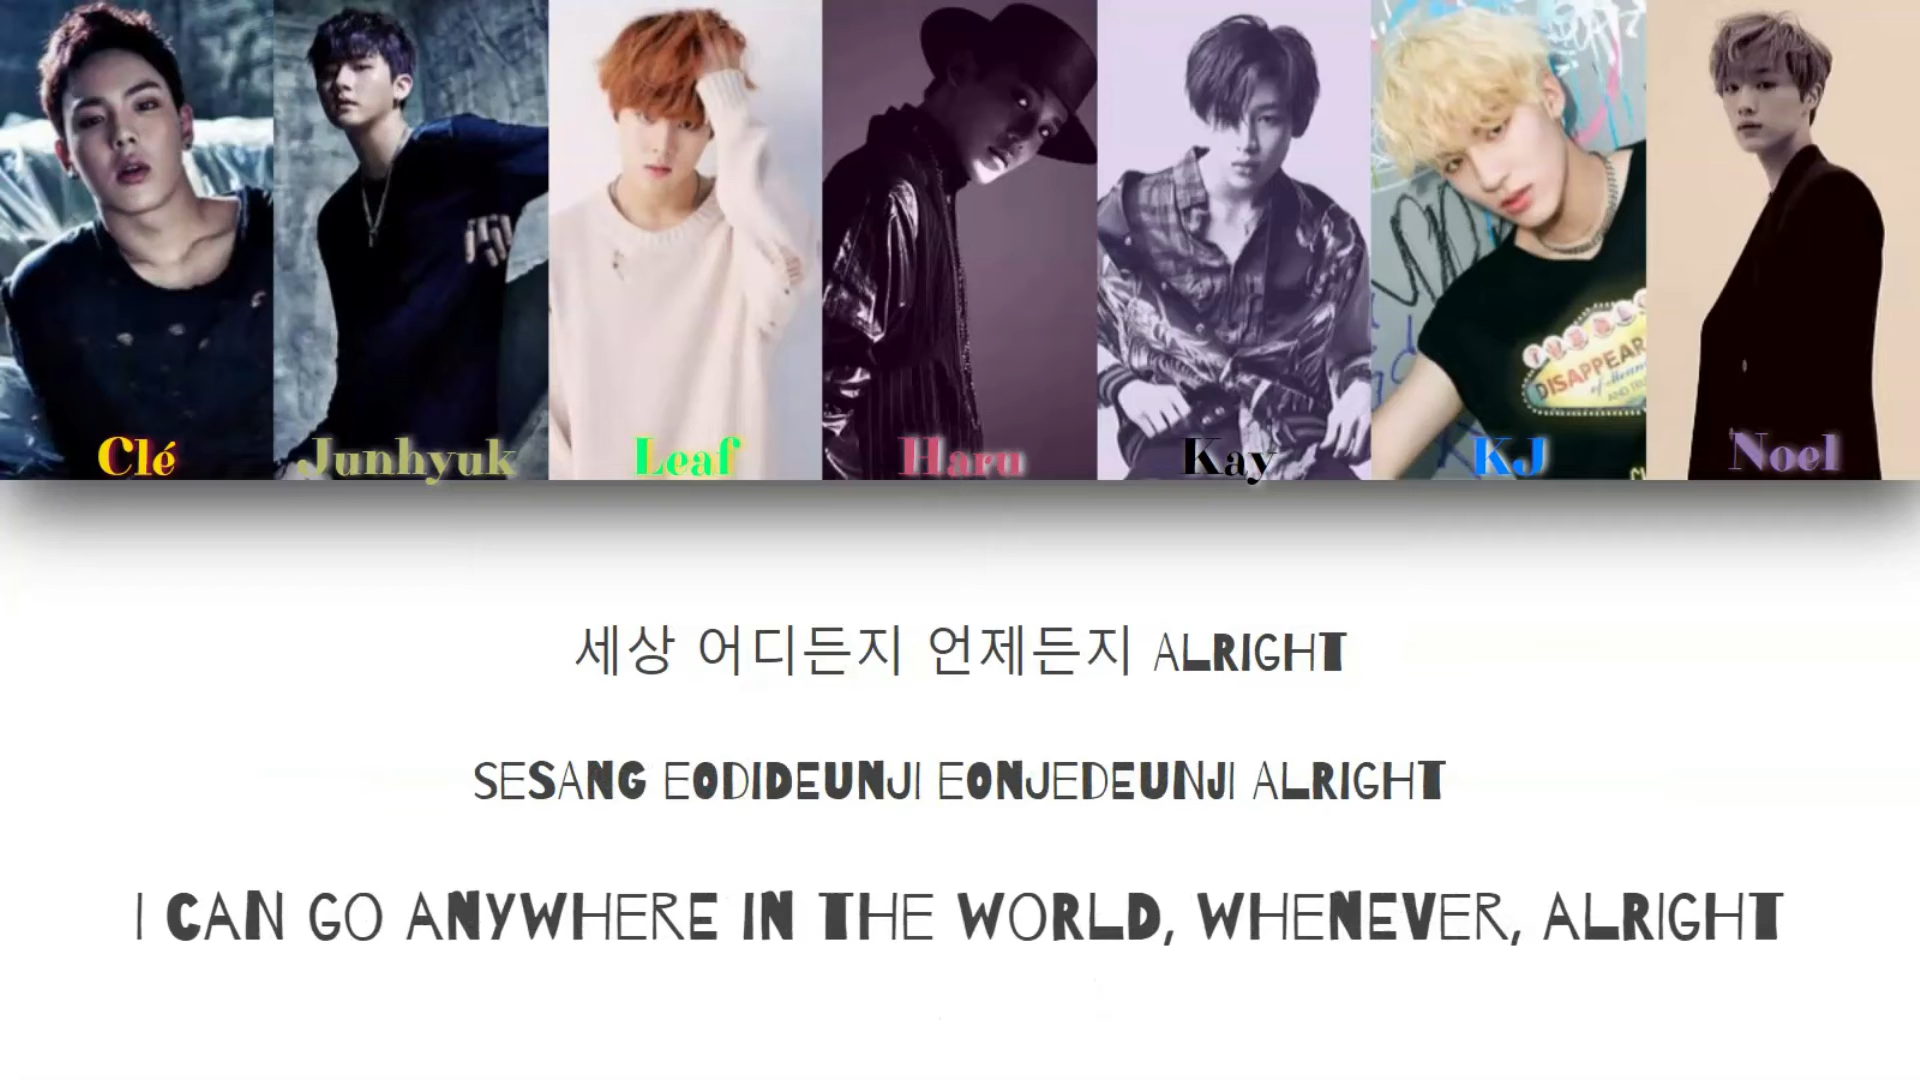 Clé Junhyuk Leaf Haru Kay KJ Noel
DISAPPEAR
세상 어디든지 언제든지 ALRIGHT
SESANG EODIDEUNJI EONJEDEUNJI ALRIGHT
I CAN GO ANYWHERE IN THE WORLD, WHENEVER, ALRIGHT